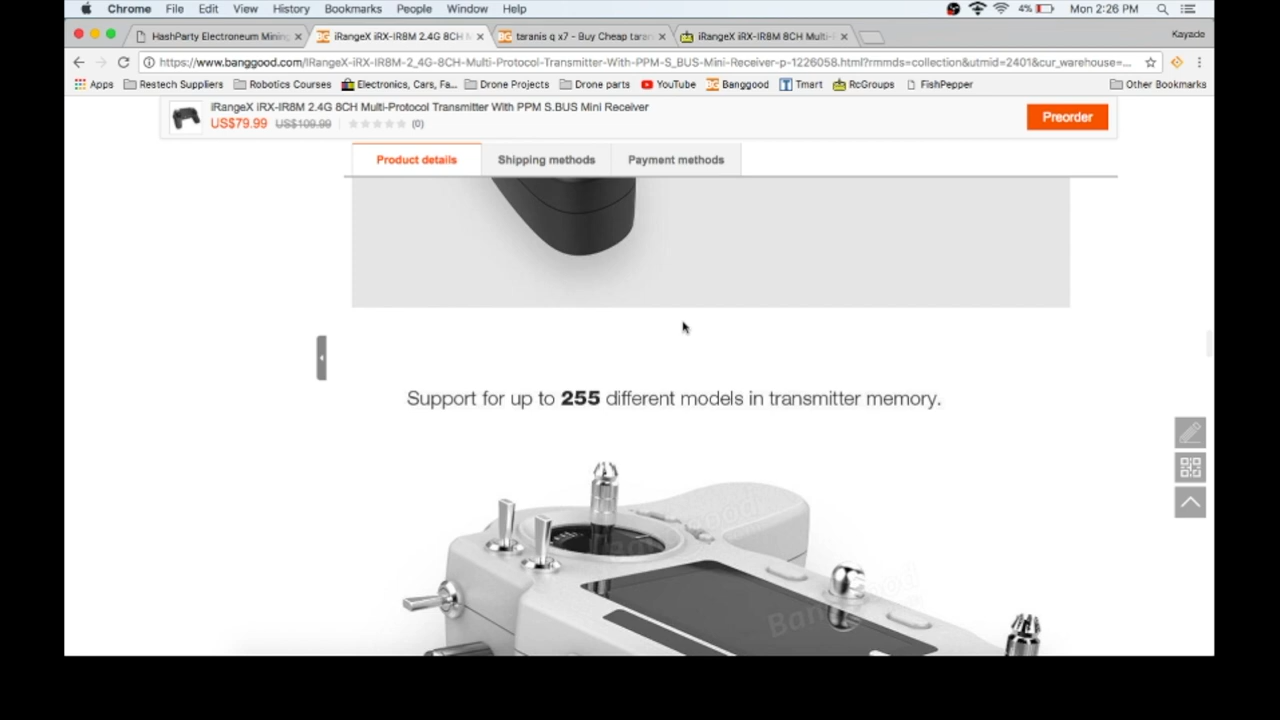 Chrome File Edit View History Bookmarks People Window Help 4% Mon 2:26 PM
HashParty Electroneum Mining iRangeX iRX-IR8M 2.4G 8CH M taranis q x7 - Buy Cheap taran iRangeX iRX-IR8M 8CH Multi-P Kayade
https://www.banggood.com/IRangeX-iRX-IR8M-2_4G-8CH-Multi-Protocol-Transmitter-With-PPM-S_BUS-Mini-Receiver-p-1226058.html?rmmds=collection&utmid=2401&cur_warehouse=...
Apps Restech Suppliers Robotics Courses Electronics, Cars, Fa... Drone Projects Drone parts YouTube Banggood Tmart RcGroups FishPepper Other Bookmarks
iRangeX iRX-IR8M 2.4G 8CH Multi-Protocol Transmitter With PPM S.BUS Mini Receiver
US$79.99 US$109.99 (0)
Preorder
Product details Shipping methods Payment methods
Support for up to 255 different models in transmitter memory.
Banggood